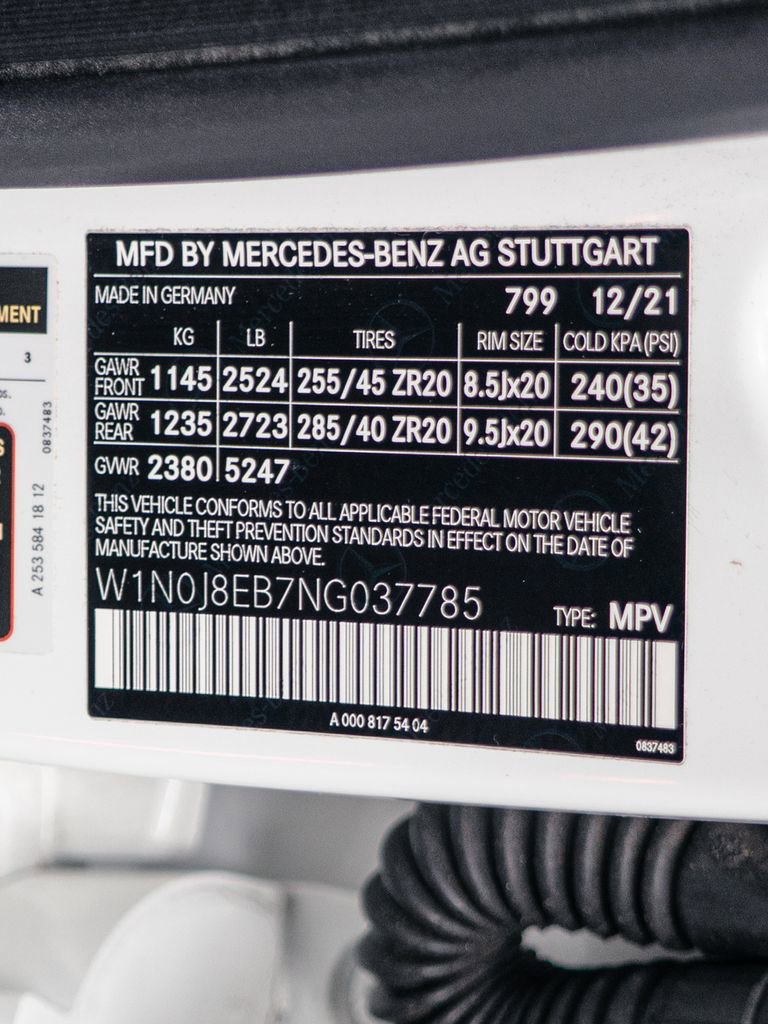 MFD BY MERCEDES-BENZ AG STUTTGART
MADE IN GERMANY 799 12/21
KG LB TIRES RIM SIZE COLD KPA (PSI)
GAWR FRONT 1145 2524 255/45 ZR20 8.5Jx20 240(35)
GAWR REAR 1235 2723 285/40 ZR20 9.5Jx20 290(42)
GVWR 2380 5247
THIS VEHICLE CONFORMS TO ALL APPLICABLE FEDERAL MOTOR VEHICLE
SAFETY AND THEFT PREVENTION STANDARDS IN EFFECT ON THE DATE OF
MANUFACTURE SHOWN ABOVE.
W1N0J8EB7NG037785 TYPE: MPV
A 000 817 54 04
0837483
MENT
3
0837483
A 253 584 18 12